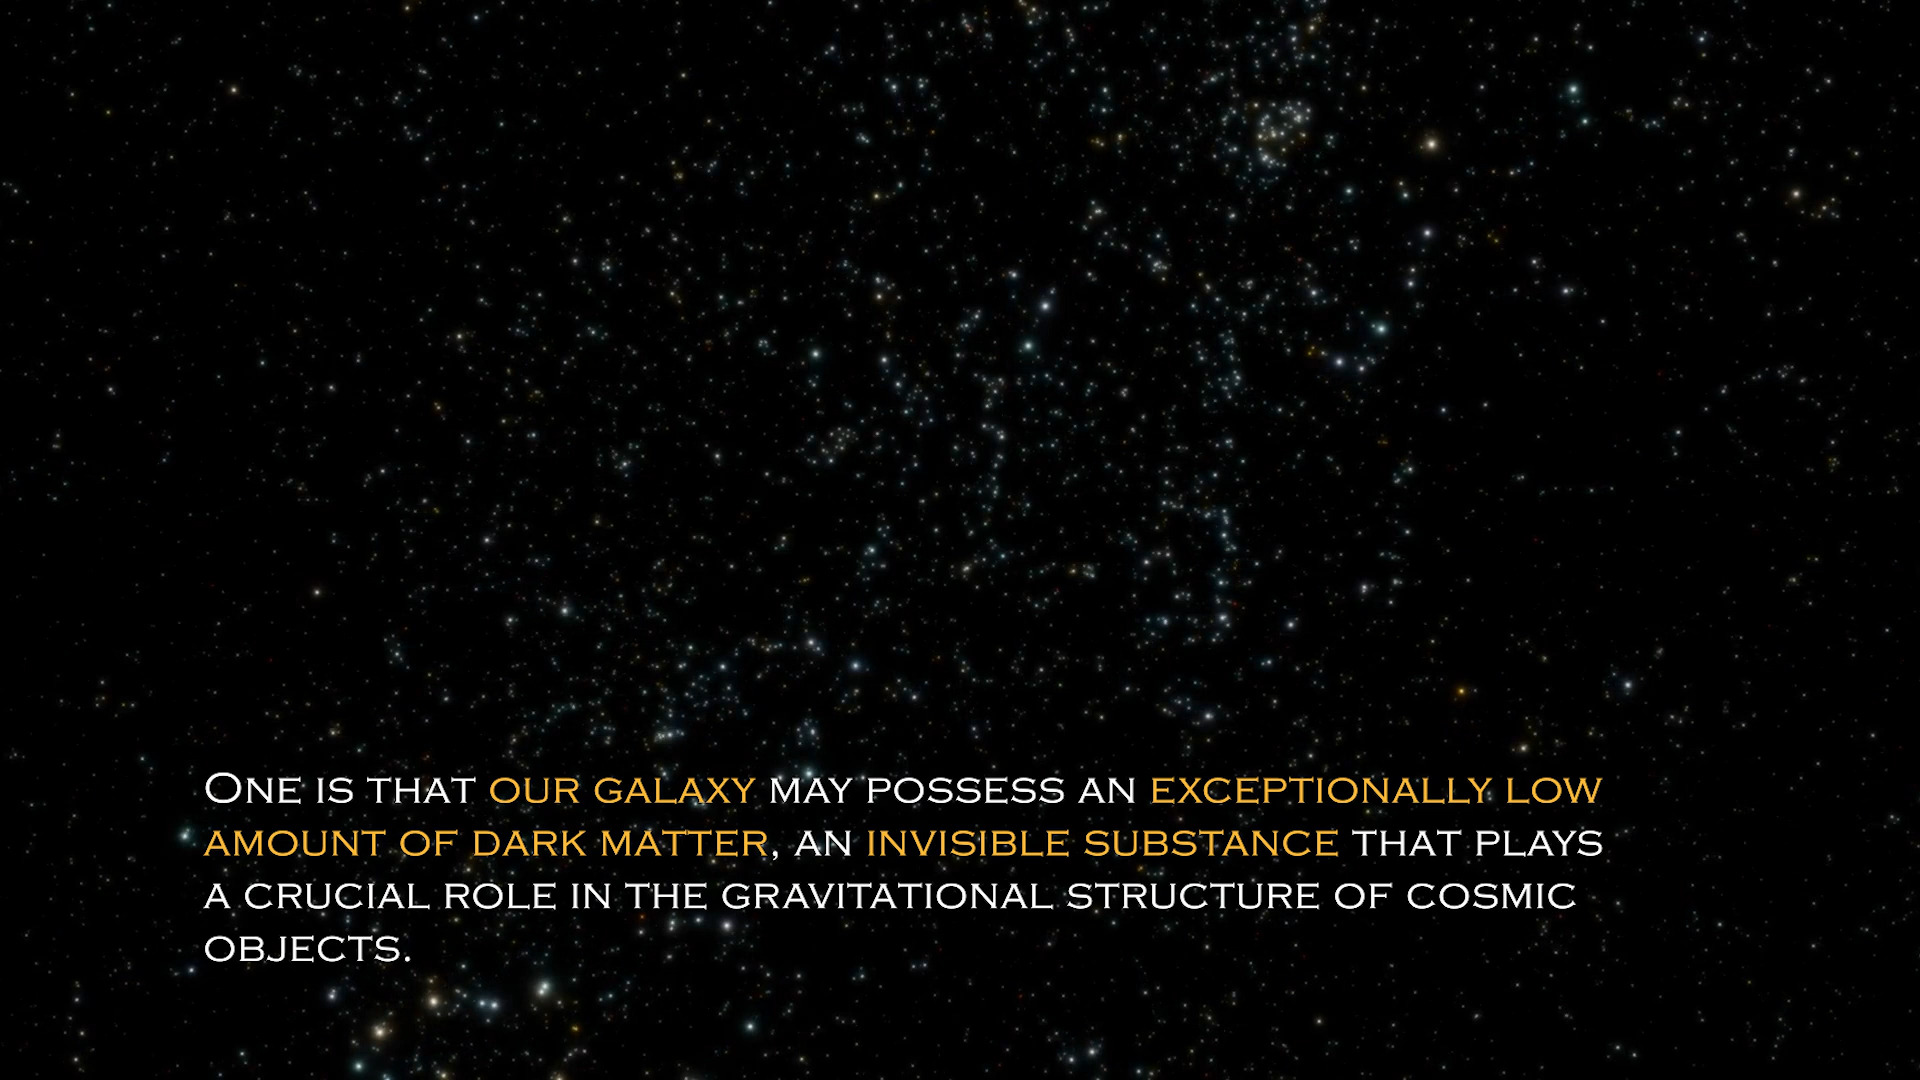 One is that our galaxy may possess an exceptionally low
amount of dark matter, an invisible substance that plays
a crucial role in the gravitational structure of cosmic
objects.